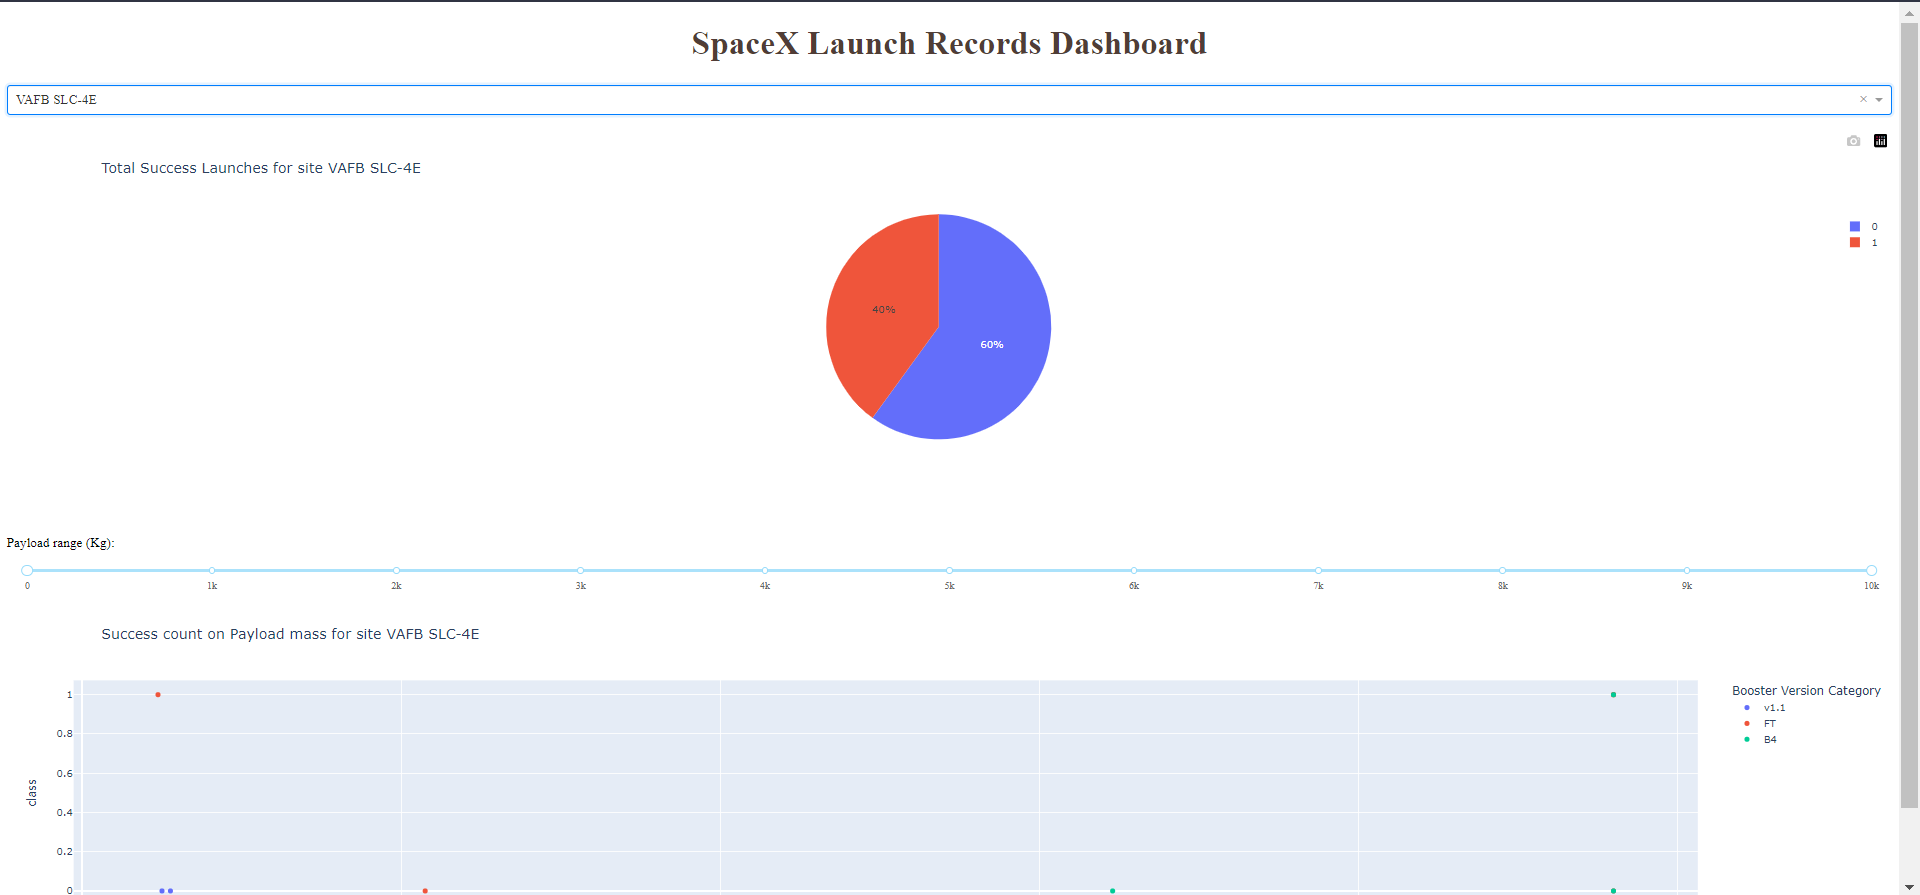 SpaceX Launch Records Dashboard
VAFB SLC-4E
Total Success Launches for site VAFB SLC-4E
0
1
40%
60%
Payload range (Kg):
0 1k 2k 3k 4k 5k 6k 7k 8k 9k 10k
Success count on Payload mass for site VAFB SLC-4E
Booster Version Category
v1.1
FT
B4
class
1
0.8
0.6
0.4
0.2
0